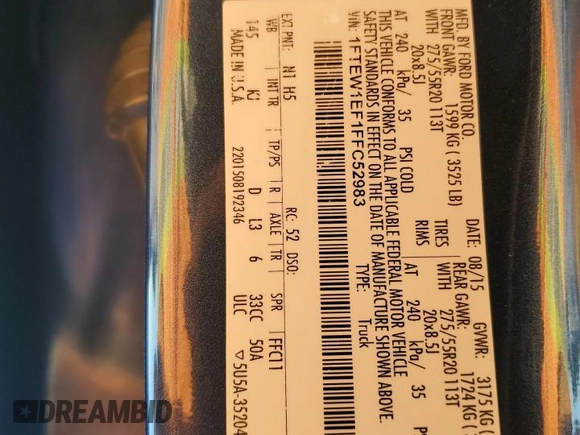 MFD. BY FORD MOTOR CO.
DATE: 08/15
GVWR: 3175 KG (
FRONT GAWR: 1599 KG ( 3525 LB)
REAR GAWR: 1724 KG (
WITH 275/55R20 113T TIRES
WITH 275/55R20 113T
20x8.5J RIMS
20x8.5J
AT 240 kPa/ 35 PSI COLD
AT 240 kPa/ 35 PS
THIS VEHICLE CONFORMS TO ALL APPLICABLE FEDERAL MOTOR VEHICLE
SAFETY STANDARDS IN EFFECT ON THE DATE OF MANUFACTURE SHOWN ABOVE.
VIN: 1FTEW1EF1FFC52983
TYPE: Truck
EXT PNT: N1 H5
RC: 52 DSO:
WB INT TR TP/PS R AXLE TR SPR FFC11
145 KJ D L3 6 33CC 50A
MADE IN U.S.A. 2201508192346 ULC ▽5U5A-35204
DREAMBID